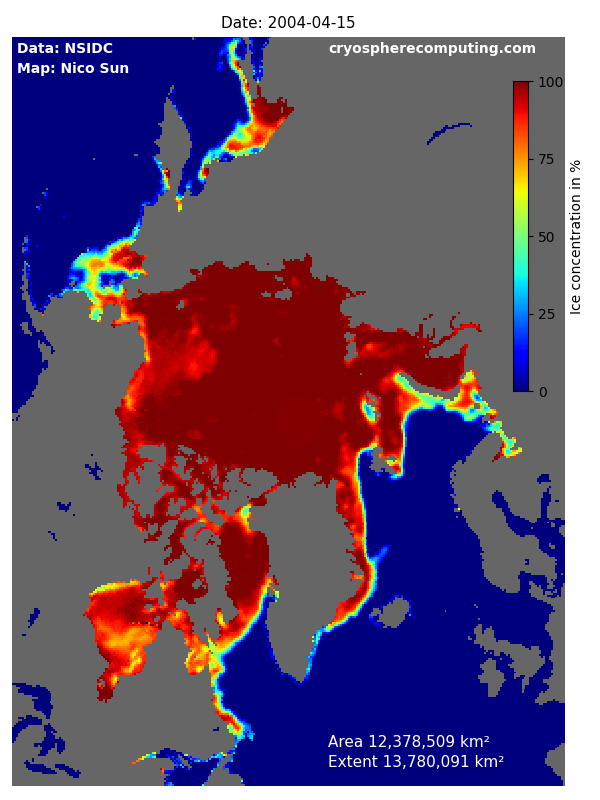 Date: 2004-04-15
Data: NSIDC
cryospherecomputing.com
Map: Nico Sun
100
75
50
25
0
Ice concentration in %
Area 12,378,509 km²
Extent 13,780,091 km²